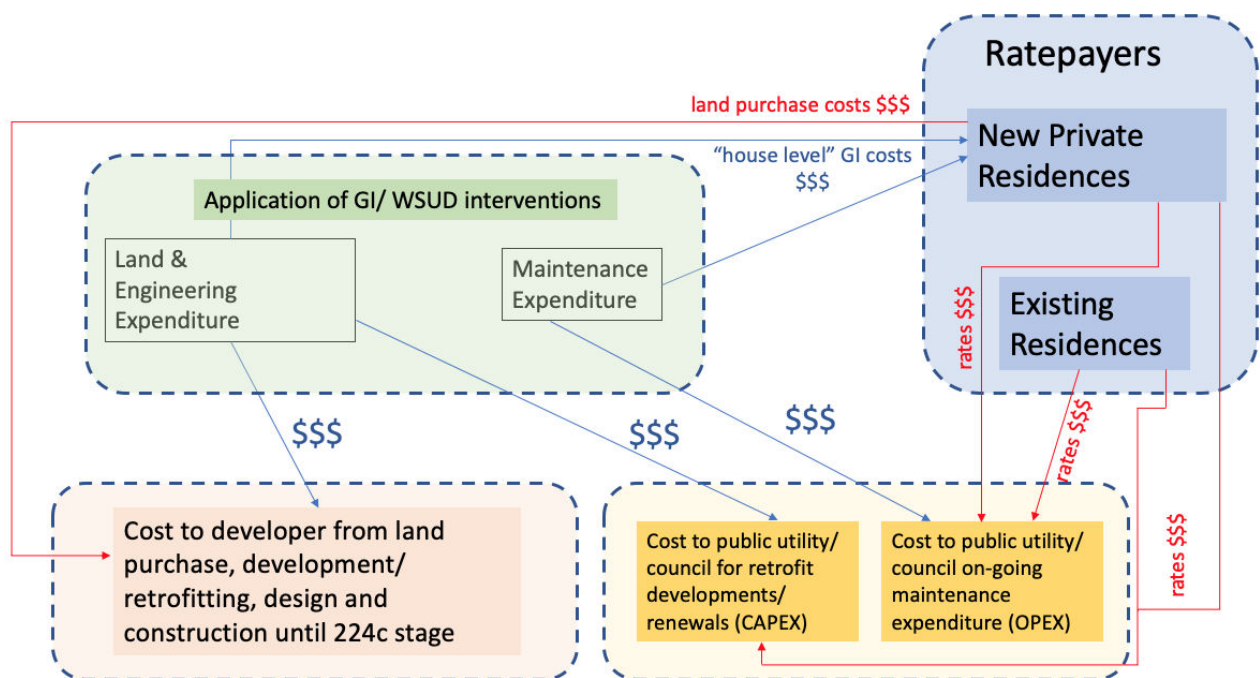 Ratepayers
land purchase costs $$$
New Private
Residences
“house level” GI costs
$$$
Application of GI/ WSUD interventions
Land &
Engineering
Expenditure
Maintenance
Expenditure
Existing
Residences
rates $$$
rates $$$
rates $$$
$$$
$$$
$$$
Cost to developer from land
purchase, development/
retrofitting, design and
construction until 224c stage
Cost to public utility/
council for retrofit
developments/
renewals (CAPEX)
Cost to public utility/
council on-going
maintenance
expenditure (OPEX)